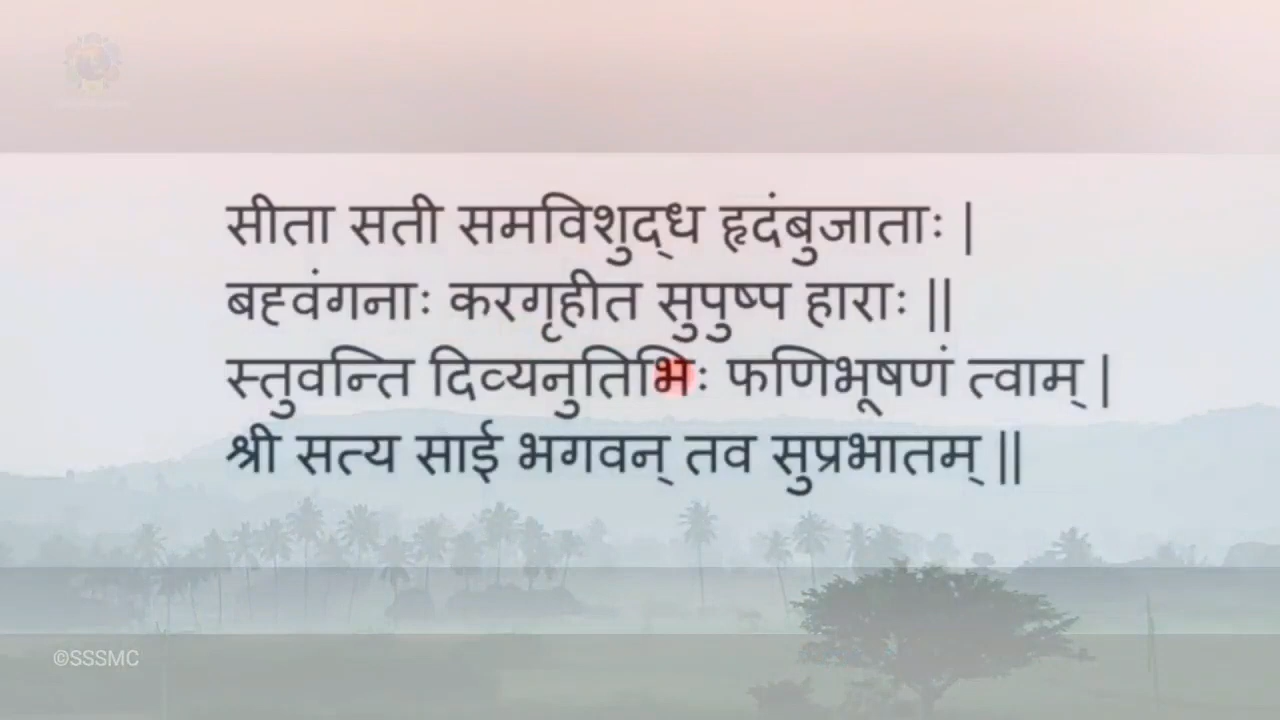 सीता सती समविशुद्ध हृदंबुजाताः |
बह्वंगनाः करगृहीत सुपुष्प हाराः ||
स्तुवन्ति दिव्यनुतिभिः फणिभूषणं त्वाम् |
श्री सत्य साई भगवन् तव सुप्रभातम् ||
©SSSMC